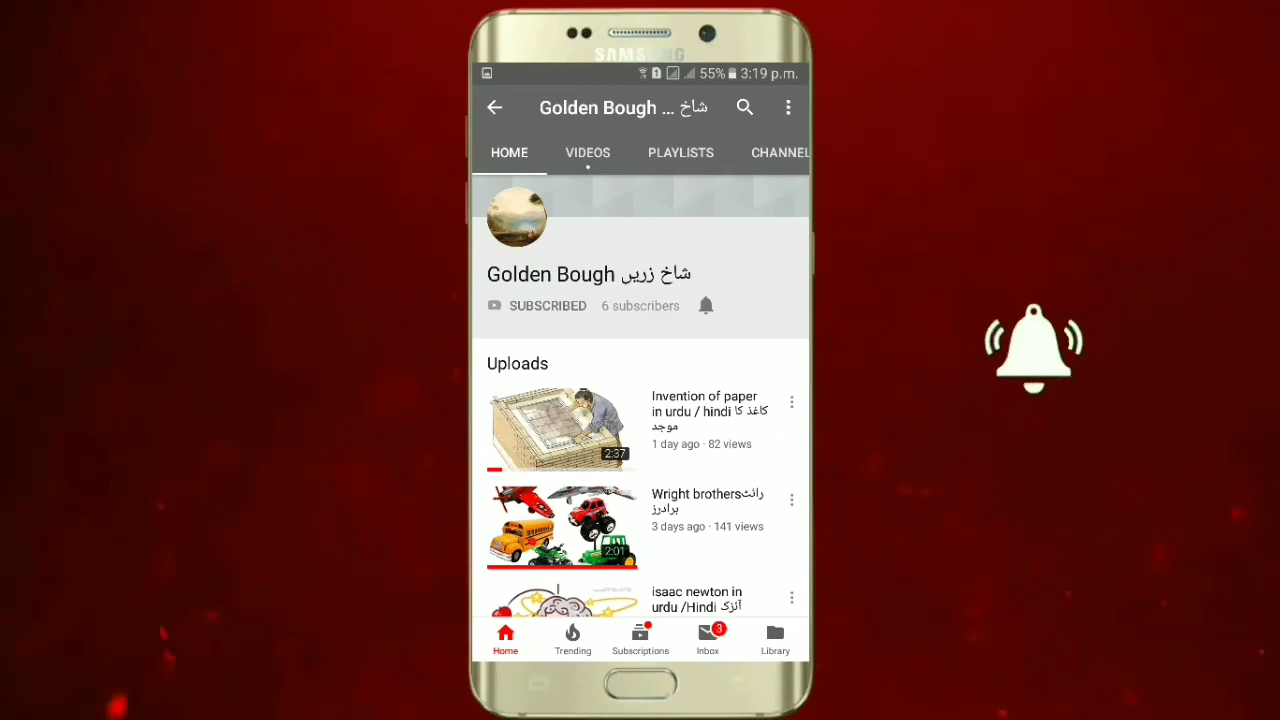 SAMSUNG
55% 3:19 p.m.
Golden Bough شاخ ...
HOME VIDEOS PLAYLISTS CHANNEL
Golden Bough شاخ زریں
SUBSCRIBED 6 subscribers
Uploads
Invention of paper
in urdu / hindi کاغذ کا
موجد
1 day ago · 82 views
2:37
Wright brothersرائٹ
برادرز
3 days ago · 141 views
2:01
isaac newton in
urdu /Hindi آئزک
3
Home Trending Subscriptions Inbox Library